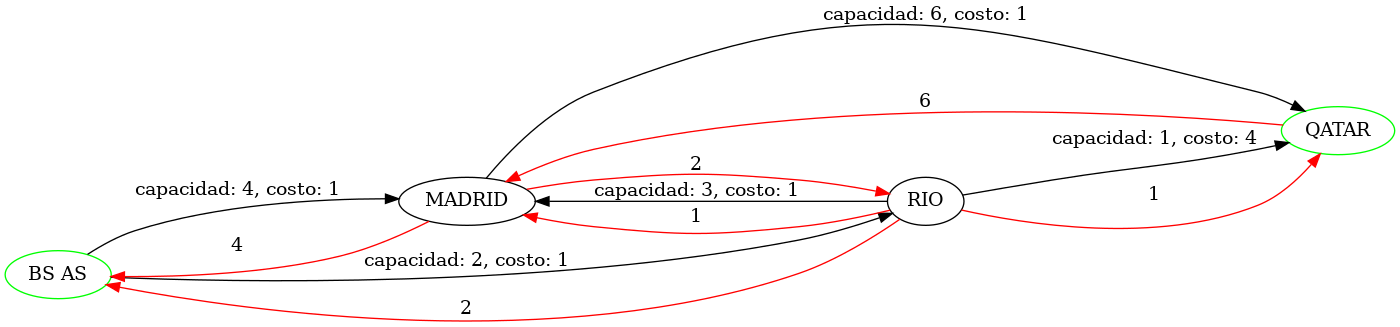 capacidad: 6, costo: 1
6
QATAR
capacidad: 1, costo: 4
2
capacidad: 4, costo: 1
capacidad: 3, costo: 1
1
MADRID
RIO
1
4
capacidad: 2, costo: 1
BS AS
2